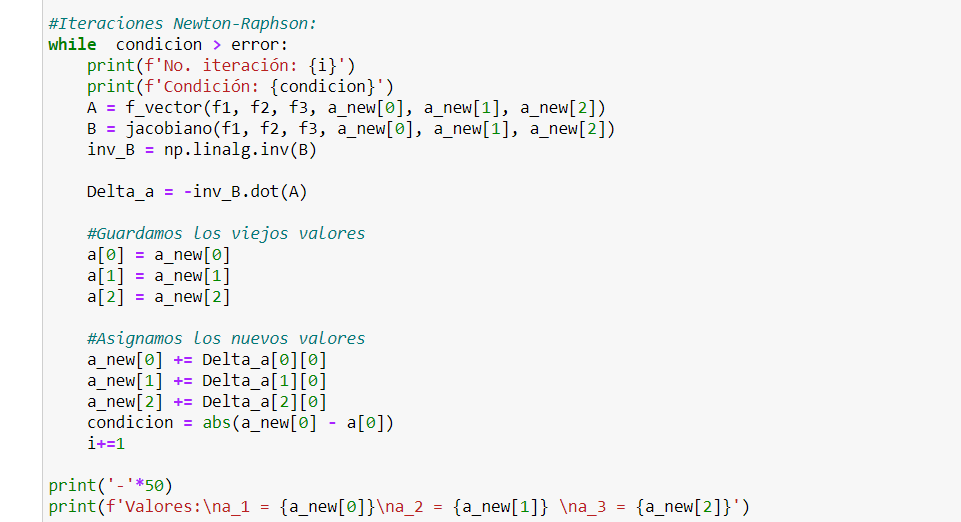 #Iteraciones Newton-Raphson:
while  condicion > error:
    print(f'No. iteración: {i}')
    print(f'Condición: {condicion}')
    A = f_vector(f1, f2, f3, a_new[0], a_new[1], a_new[2])
    B = jacobiano(f1, f2, f3, a_new[0], a_new[1], a_new[2])
    inv_B = np.linalg.inv(B)

    Delta_a = -inv_B.dot(A)

    #Guardamos los viejos valores
    a[0] = a_new[0]
    a[1] = a_new[1]
    a[2] = a_new[2]

    #Asignamos los nuevos valores
    a_new[0] += Delta_a[0][0]
    a_new[1] += Delta_a[1][0]
    a_new[2] += Delta_a[2][0]
    condicion = abs(a_new[0] - a[0])
    i+=1

print('-'*50)
print(f'Valores:\na_1 = {a_new[0]}\na_2 = {a_new[1]} \na_3 = {a_new[2]}')